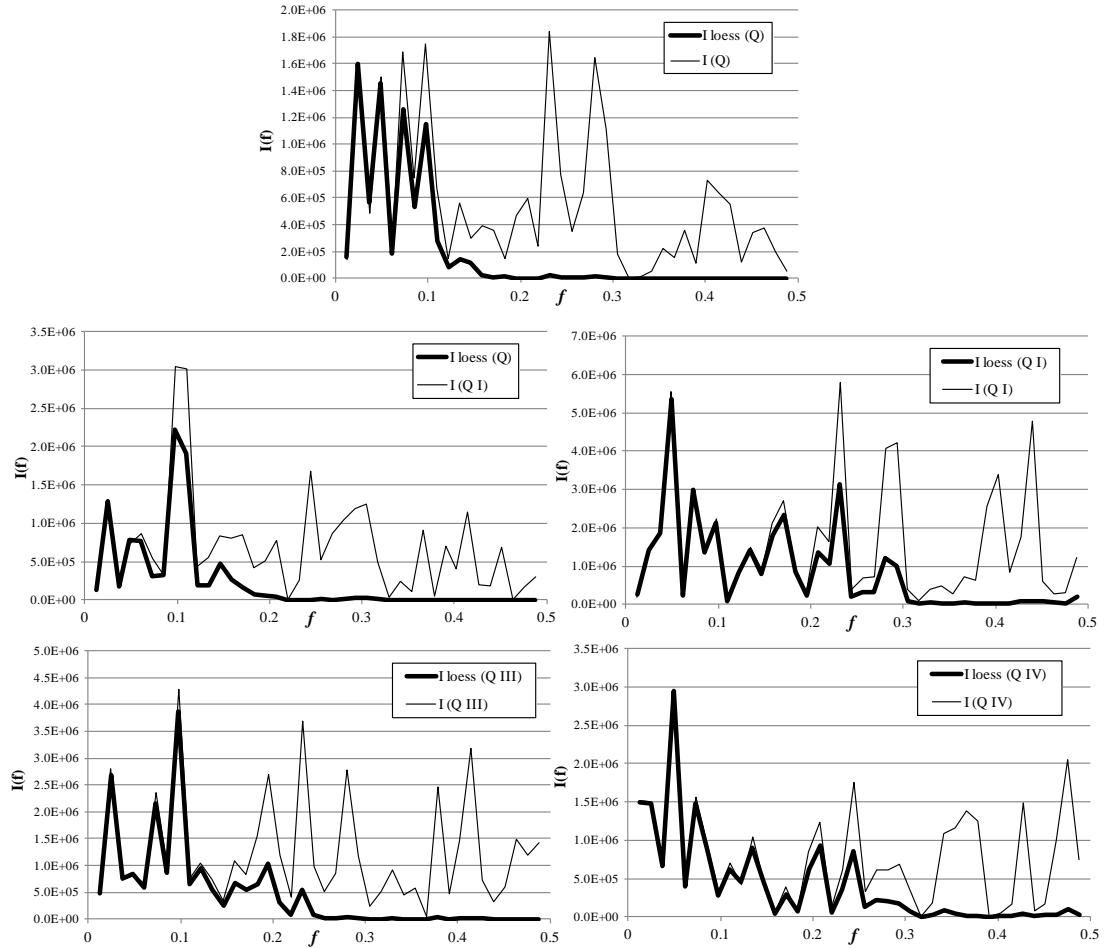 2.0E+06
1.8E+06
1.6E+06
1.4E+06
1.2E+06
1.0E+06
8.0E+05
6.0E+05
4.0E+05
2.0E+05
0.0E+00
I(f)
I loess (Q)
I (Q)
0 0.1 0.2 0.3 0.4 0.5
f
3.5E+06
3.0E+06
2.5E+06
2.0E+06
1.5E+06
1.0E+06
5.0E+05
0.0E+00
I(f)
I loess (Q)
I (Q I)
0 0.1 0.2 0.3 0.4 0.5
f
7.0E+06
6.0E+06
5.0E+06
4.0E+06
3.0E+06
2.0E+06
1.0E+06
0.0E+00
I(f)
I loess (Q I)
I (Q I)
0 0.1 0.2 0.3 0.4 0.5
f
5.0E+06
4.5E+06
4.0E+06
3.5E+06
3.0E+06
2.5E+06
2.0E+06
1.5E+06
1.0E+06
5.0E+05
0.0E+00
I(f)
I loess (Q III)
I (Q III)
0 0.1 0.2 0.3 0.4 0.5
f
3.5E+06
3.0E+06
2.5E+06
2.0E+06
1.5E+06
1.0E+06
5.0E+05
0.0E+00
I(f)
I loess (Q IV)
I (Q IV)
0 0.1 0.2 0.3 0.4 0.5
f